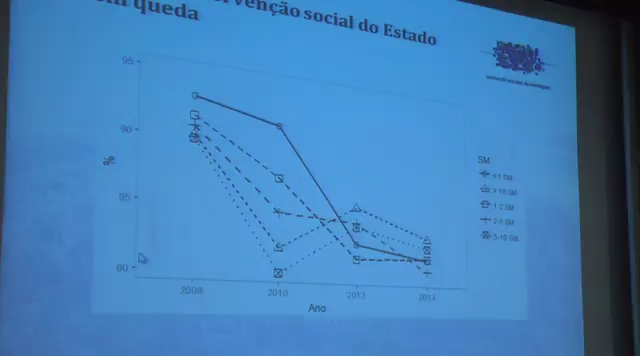 venção social do Estado
em queda
95
90
85
80
%
2008
2010
2013
2014
Ano
SM
<1 SM
>10 SM
1-2 SM
2-5 SM
5-10 SM